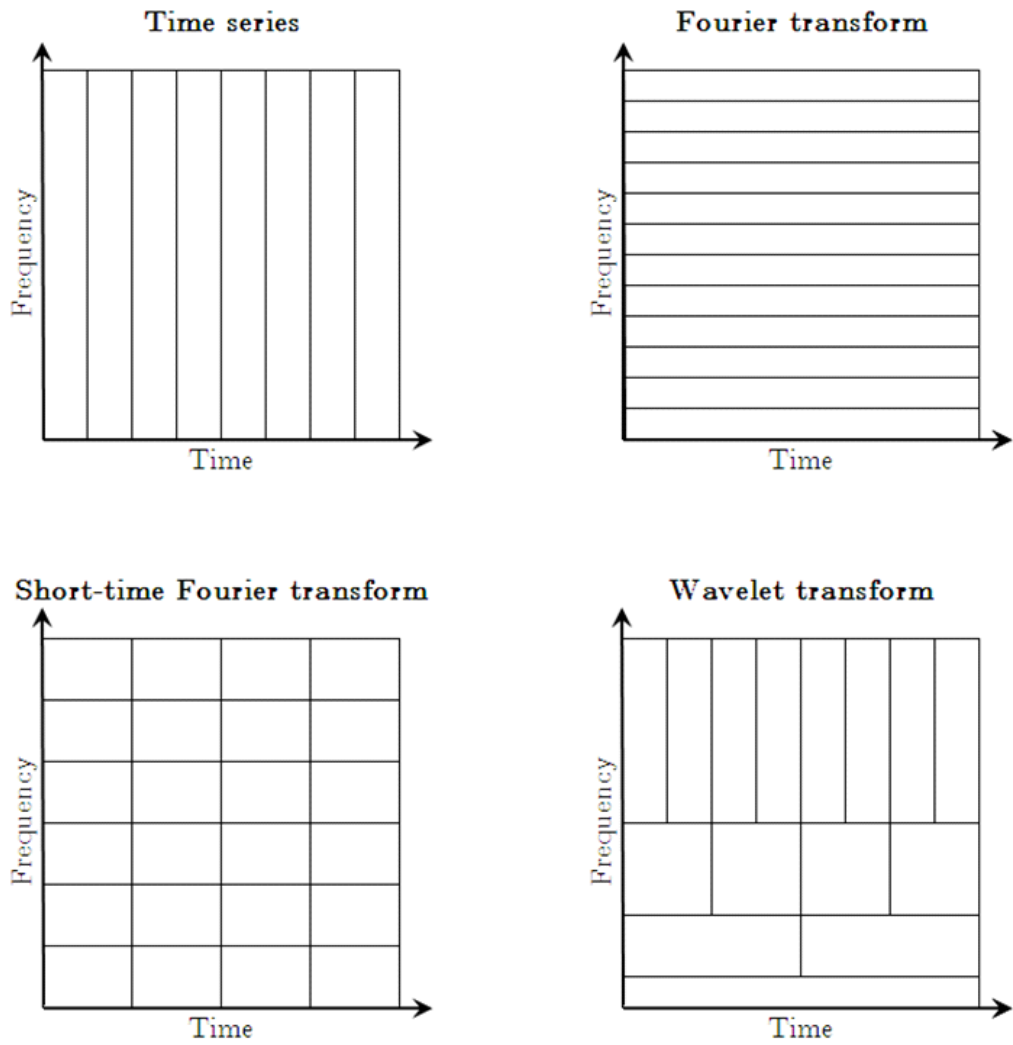 Time series
Frequency
Time
Fourier transform
Frequency
Time
Short-time Fourier transform
Frequency
Time
Wavelet transform
Frequency
Time